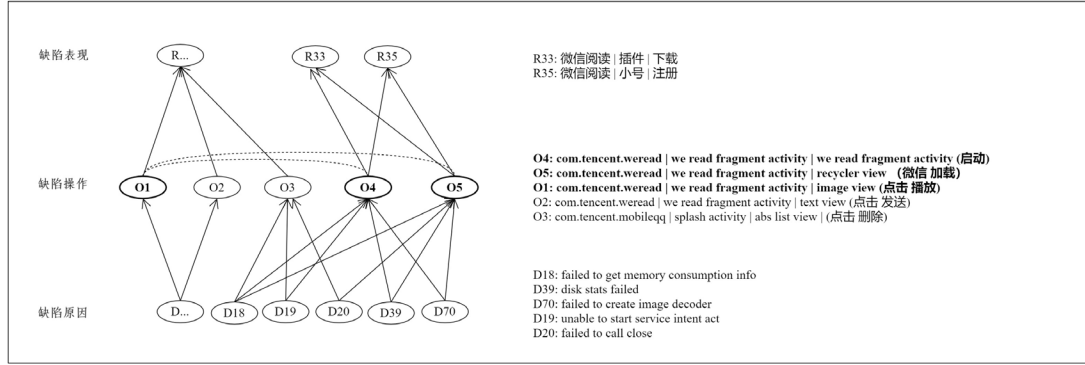 缺陷表现
R...
R33
R35
R33: 微信阅读 | 插件 | 下载
R35: 微信阅读 | 小号 | 注册
缺陷操作
O1
O2
O3
O4
O5
O4: com.tencent.weread | we read fragment activity | we read fragment activity (启动)
O5: com.tencent.weread | we read fragment activity | recycler view （微信 加载）
O1: com.tencent.weread | we read fragment activity | image view (点击 播放)
O2: com.tencent.weread | we read fragment activity | text view (点击 发送)
O3: com.tencent.mobileqq | splash activity | abs list view | (点击 删除)
缺陷原因
D...
D18
D19
D20
D39
D70
D18: failed to get memory consumption info
D39: disk stats failed
D70: failed to create image decoder
D19: unable to start service intent act
D20: failed to call close